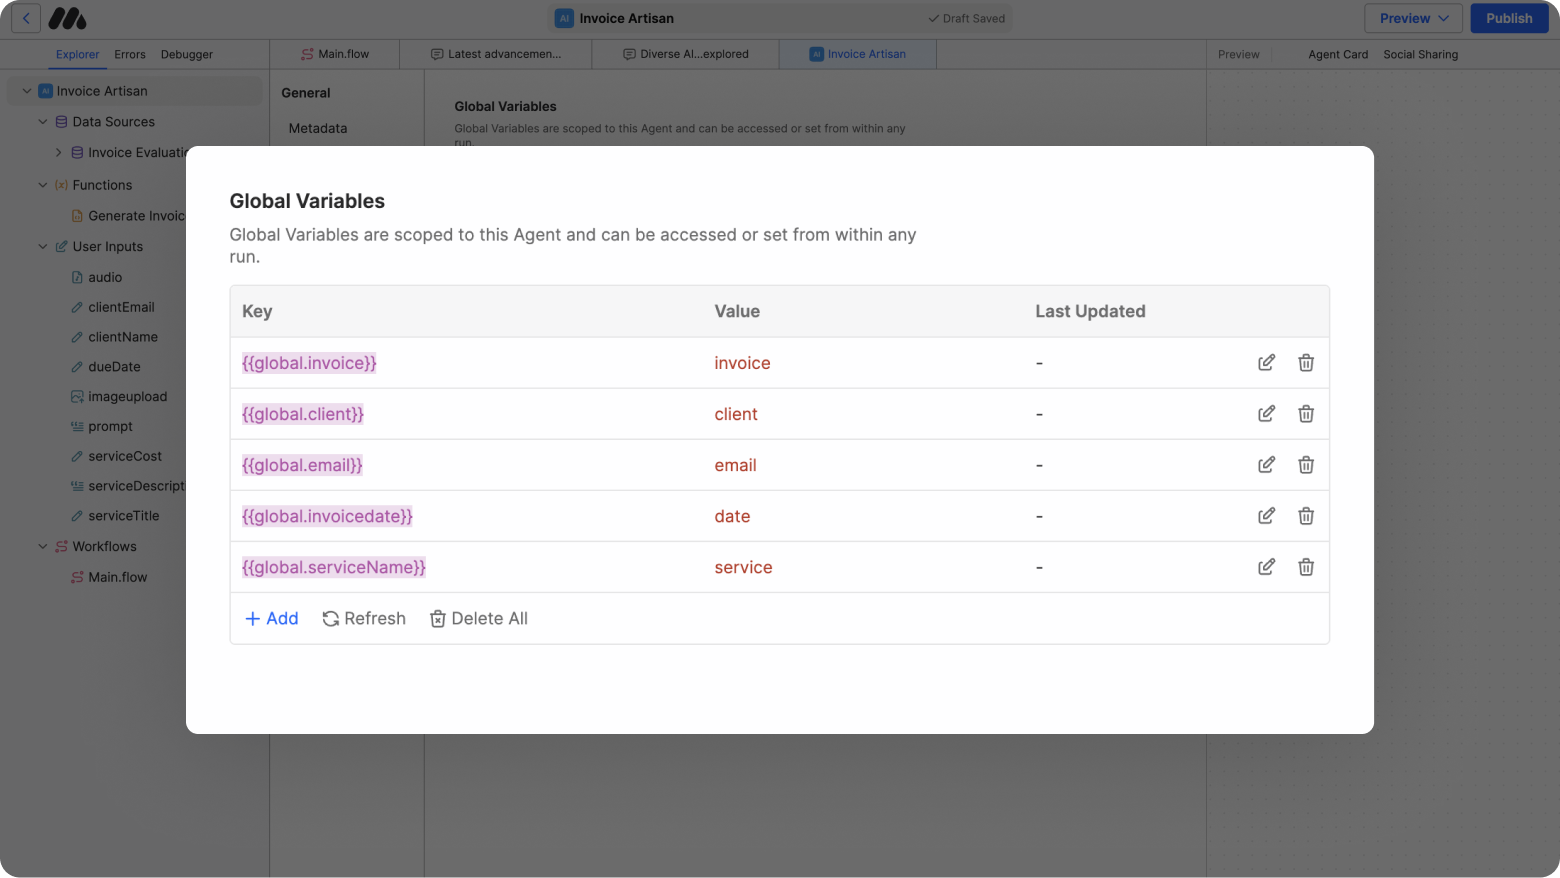 AI Invoice Artisan
Draft Saved
Preview
Publish
Explorer
Errors
Debugger
Main.flow
Latest advancemen...
Diverse AI...explored
AI Invoice Artisan
Preview
Agent Card
Social Sharing
AI Invoice Artisan
Data Sources
Invoice
Functions
Generate
User Inputs
audio
clientEmail
clientName
dueDate
imageupload
prompt
serviceCost
serviceTitle
Workflows
Main.flow
General
Metadata
Global Variables
Global Variables are scoped to this Agent and can be accessed or set from within any
run.
Global Variables
Global Variables are scoped to this Agent and can be accessed or set from within any
run.
Key Value Last Updated
{{global.invoice}} invoice -
{{global.client}} client -
{{global.email}} email -
{{global.invoicedate}} date -
{{global.serviceName}} service -
+ Add Refresh Delete All